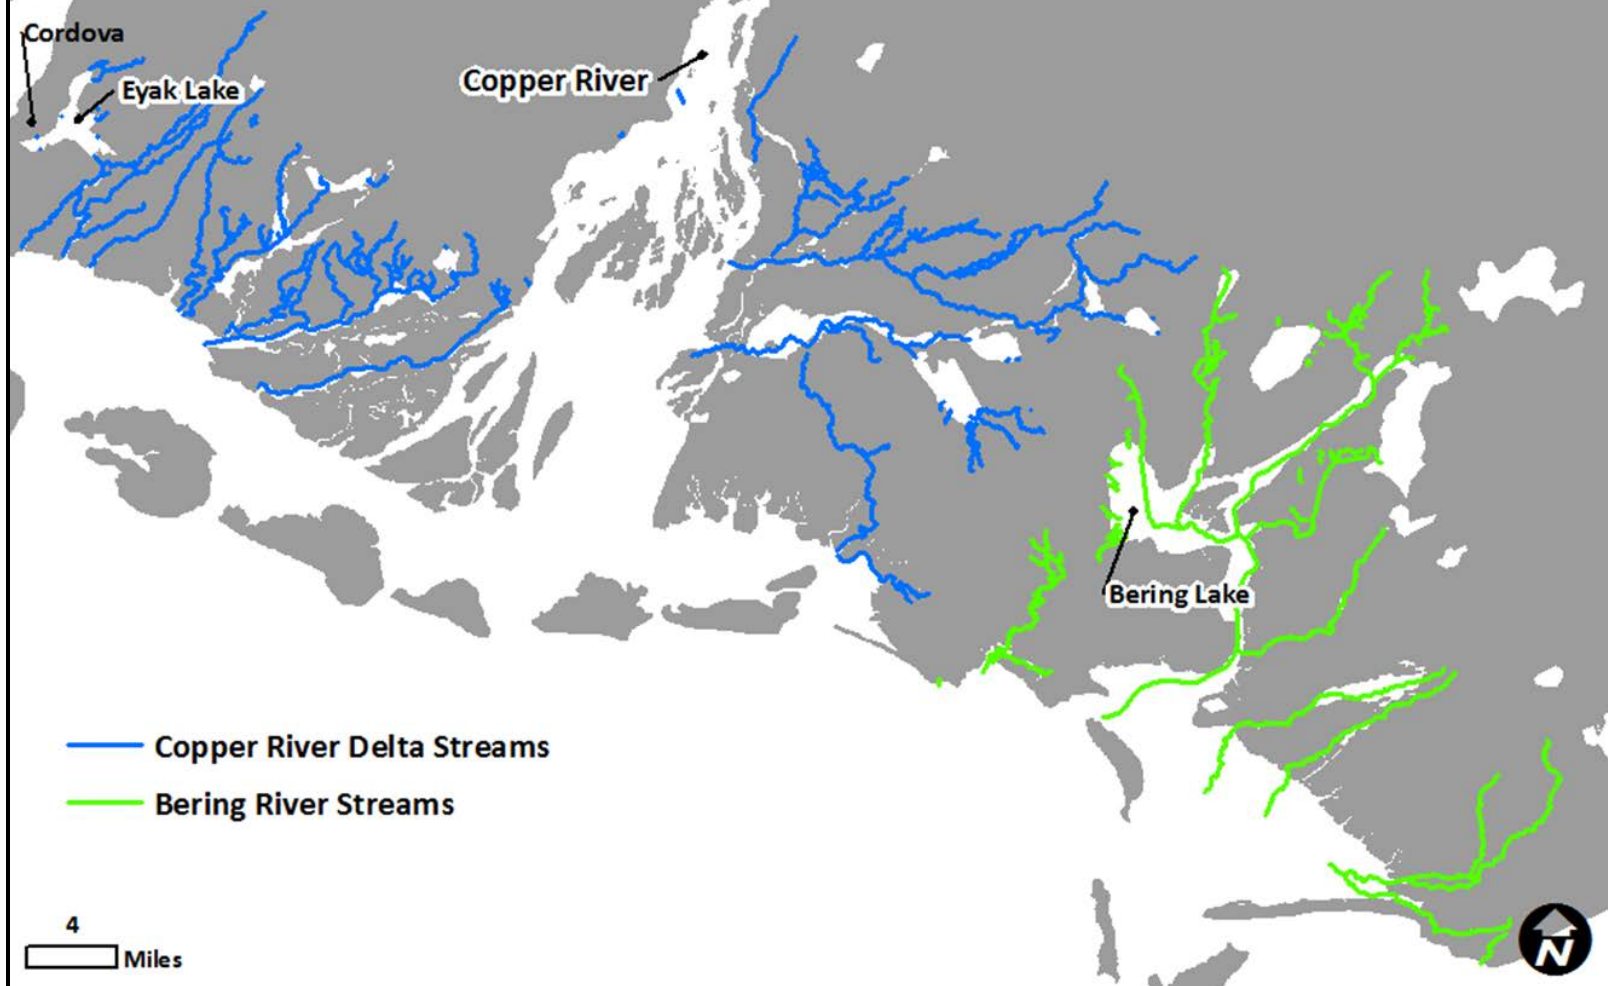 Cordova
Eyak Lake
Copper River
Bering Lake
Copper River Delta Streams
Bering River Streams
4
Miles
N